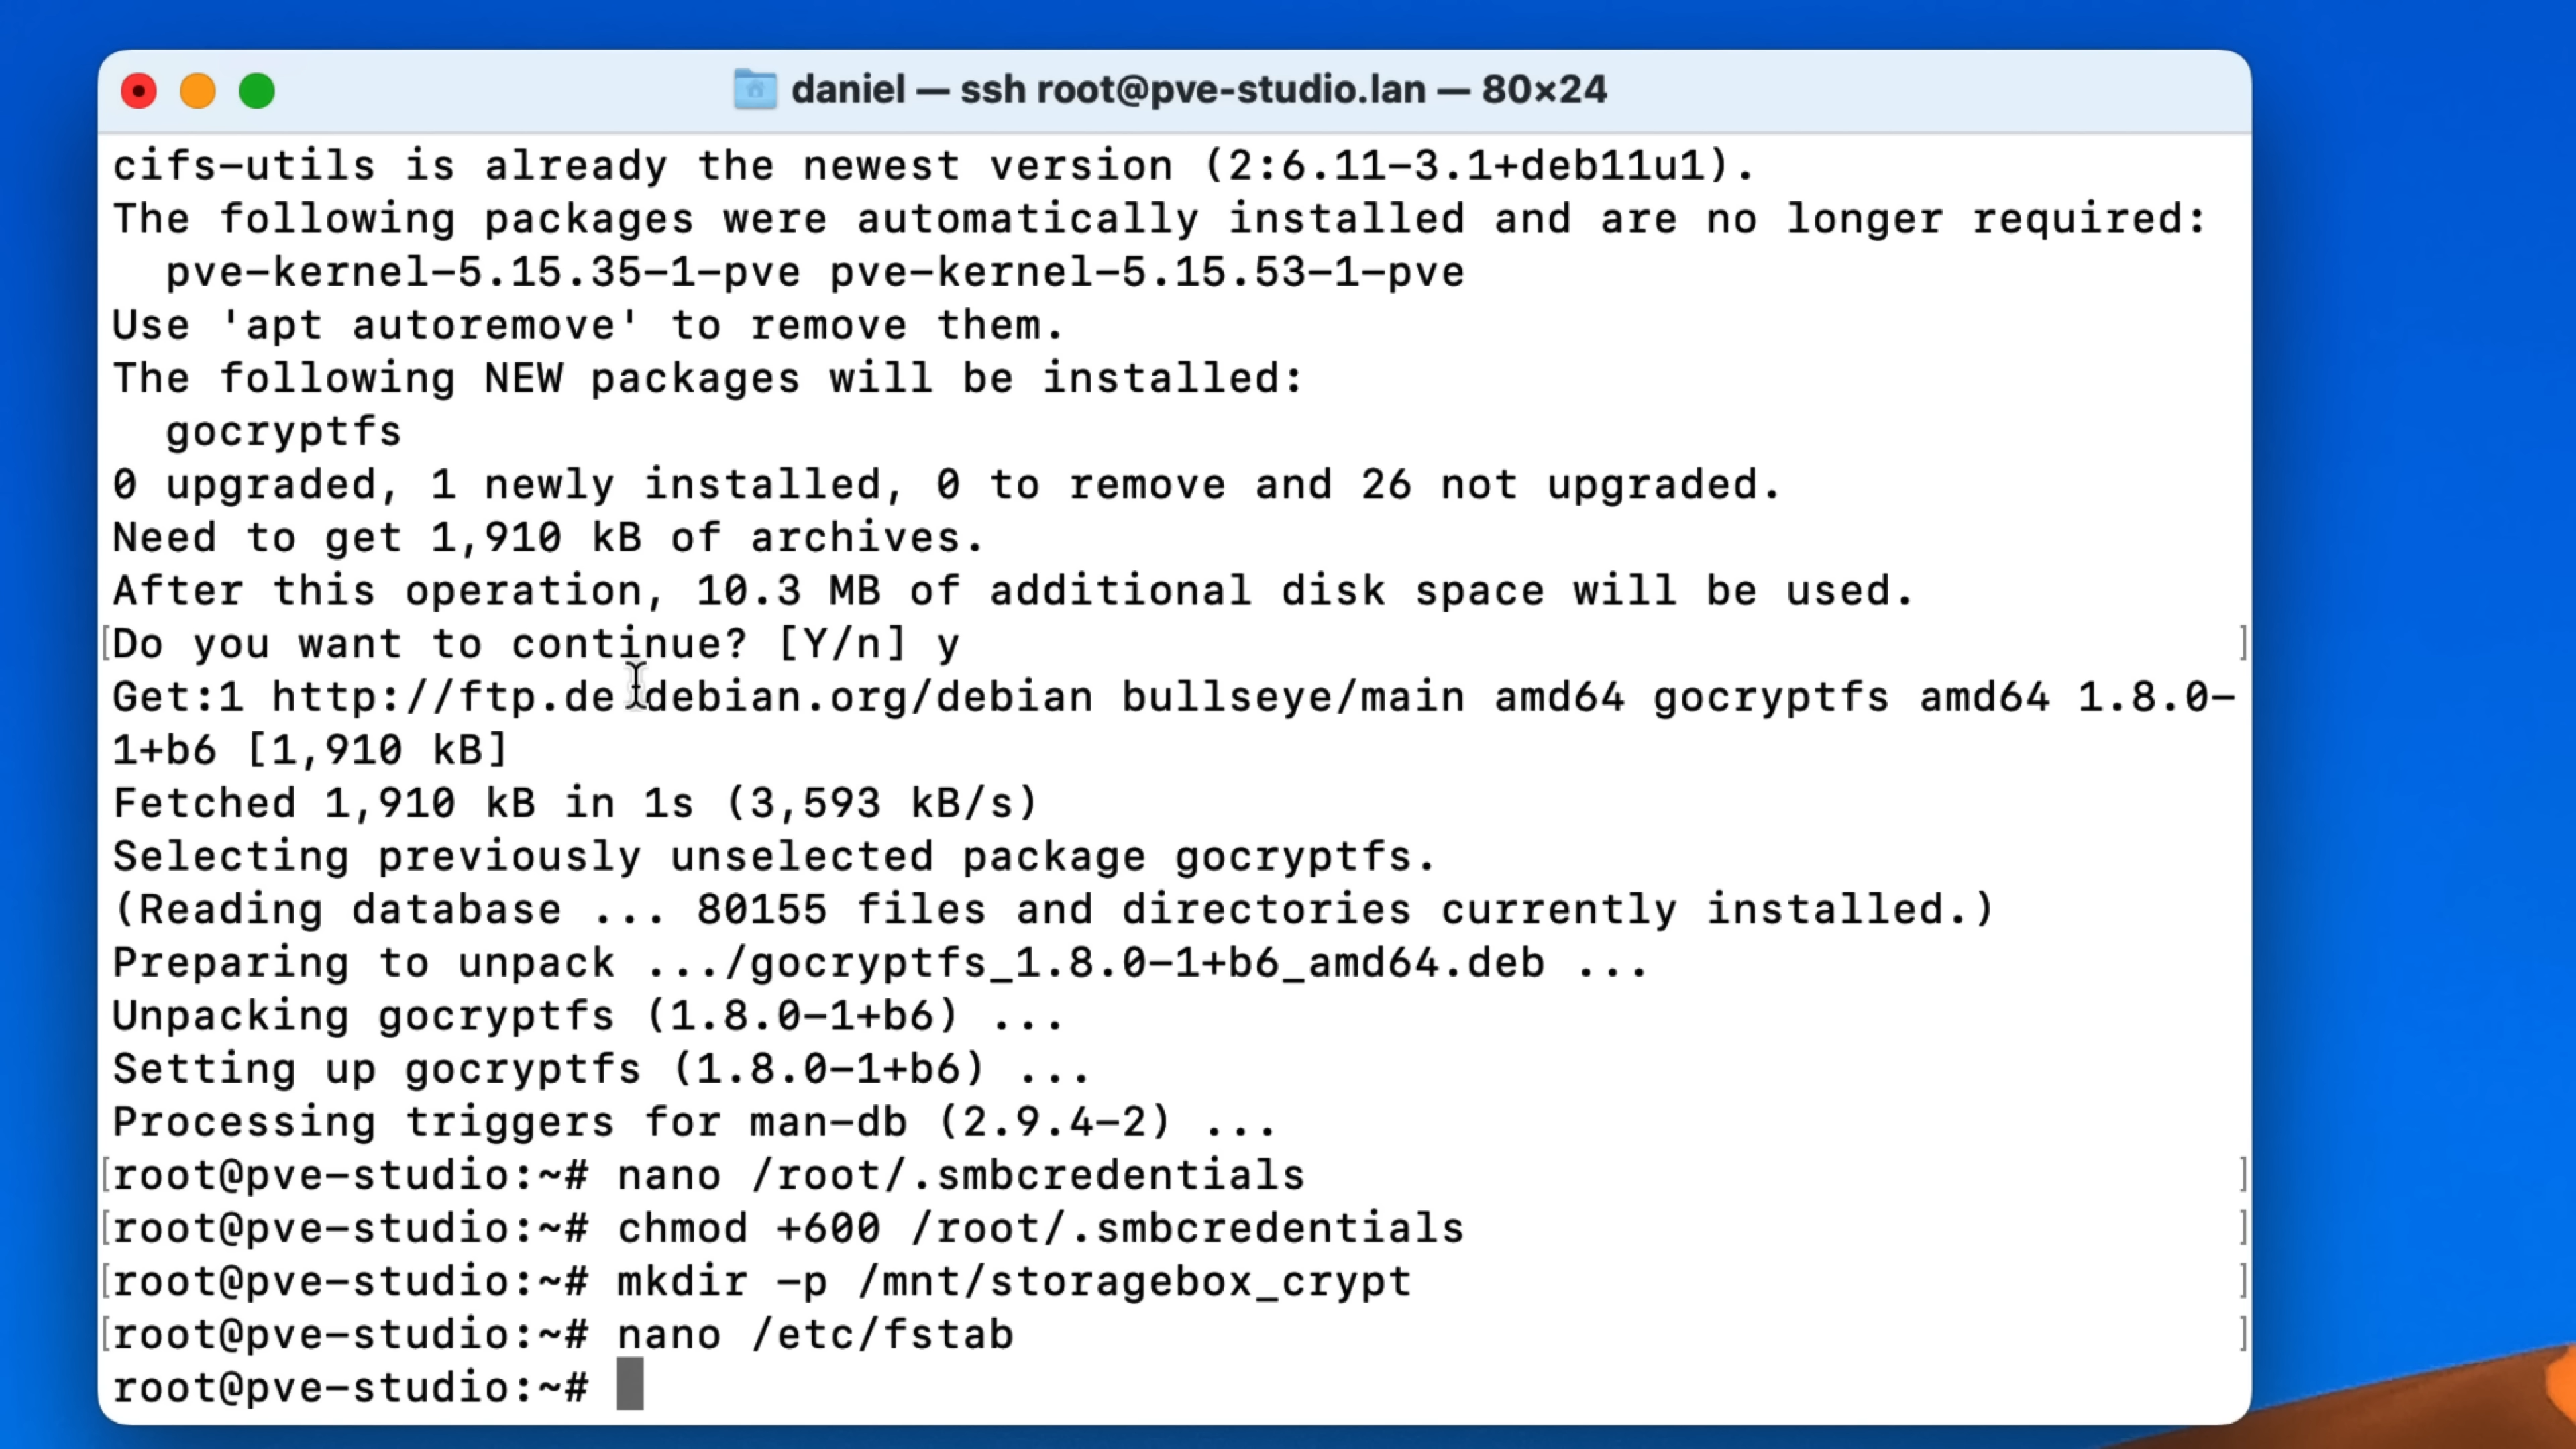 daniel — ssh root@pve-studio.lan — 80×24
cifs-utils is already the newest version (2:6.11-3.1+deb11u1).
The following packages were automatically installed and are no longer required:
  pve-kernel-5.15.35-1-pve pve-kernel-5.15.53-1-pve
Use 'apt autoremove' to remove them.
The following NEW packages will be installed:
  gocryptfs
0 upgraded, 1 newly installed, 0 to remove and 26 not upgraded.
Need to get 1,910 kB of archives.
After this operation, 10.3 MB of additional disk space will be used.
[Do you want to continue? [Y/n] y ]
Get:1 http://ftp.de.debian.org/debian bullseye/main amd64 gocryptfs amd64 1.8.0-
1+b6 [1,910 kB]
Fetched 1,910 kB in 1s (3,593 kB/s)
Selecting previously unselected package gocryptfs.
(Reading database ... 80155 files and directories currently installed.)
Preparing to unpack .../gocryptfs_1.8.0-1+b6_amd64.deb ...
Unpacking gocryptfs (1.8.0-1+b6) ...
Setting up gocryptfs (1.8.0-1+b6) ...
Processing triggers for man-db (2.9.4-2) ...
[root@pve-studio:~# nano /root/.smbcredentials ]
[root@pve-studio:~# chmod +600 /root/.smbcredentials ]
[root@pve-studio:~# mkdir -p /mnt/storagebox_crypt ]
[root@pve-studio:~# nano /etc/fstab ]
root@pve-studio:~#